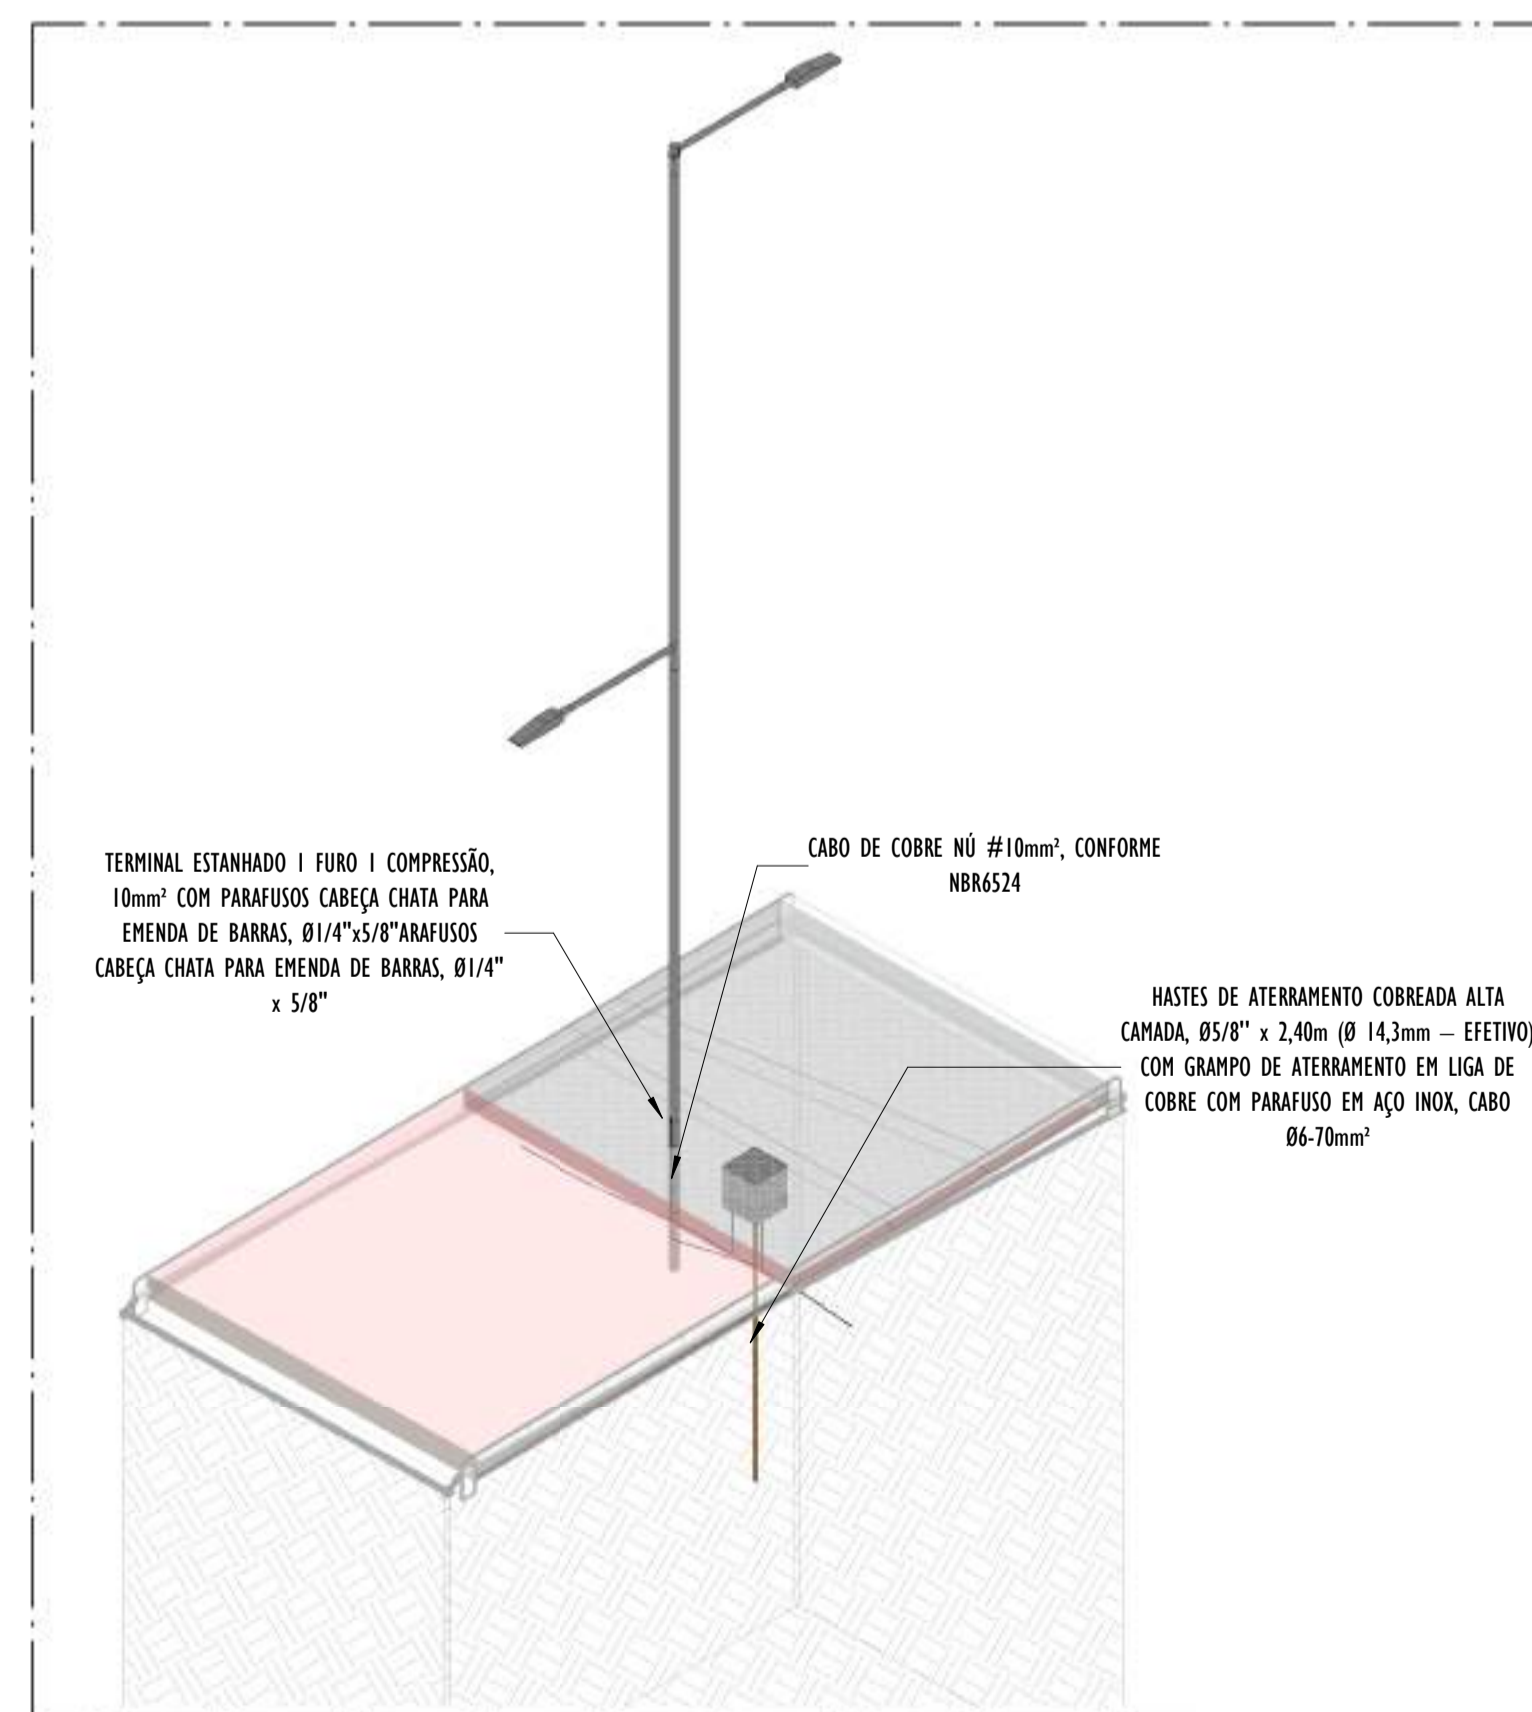 TERMINAL ESTANHADO 1 FURO 1 COMPRESSÃO,
10mm² COM PARAFUSOS CABEÇA CHATA PARA
EMENDA DE BARRAS, Ø1/4"x5/8"ARAFUSOS
CABEÇA CHATA PARA EMENDA DE BARRAS, Ø1/4"
x 5/8"
CABO DE COBRE NÚ #10mm², CONFORME
NBR6524
HASTES DE ATERRAMENTO COBREADA ALTA
CAMADA, Ø5/8'' x 2,40m (Ø 14,3mm – EFETIVO)
COM GRAMPO DE ATERRAMENTO EM LIGA DE
COBRE COM PARAFUSO EM AÇO INOX, CABO
Ø6-70mm²